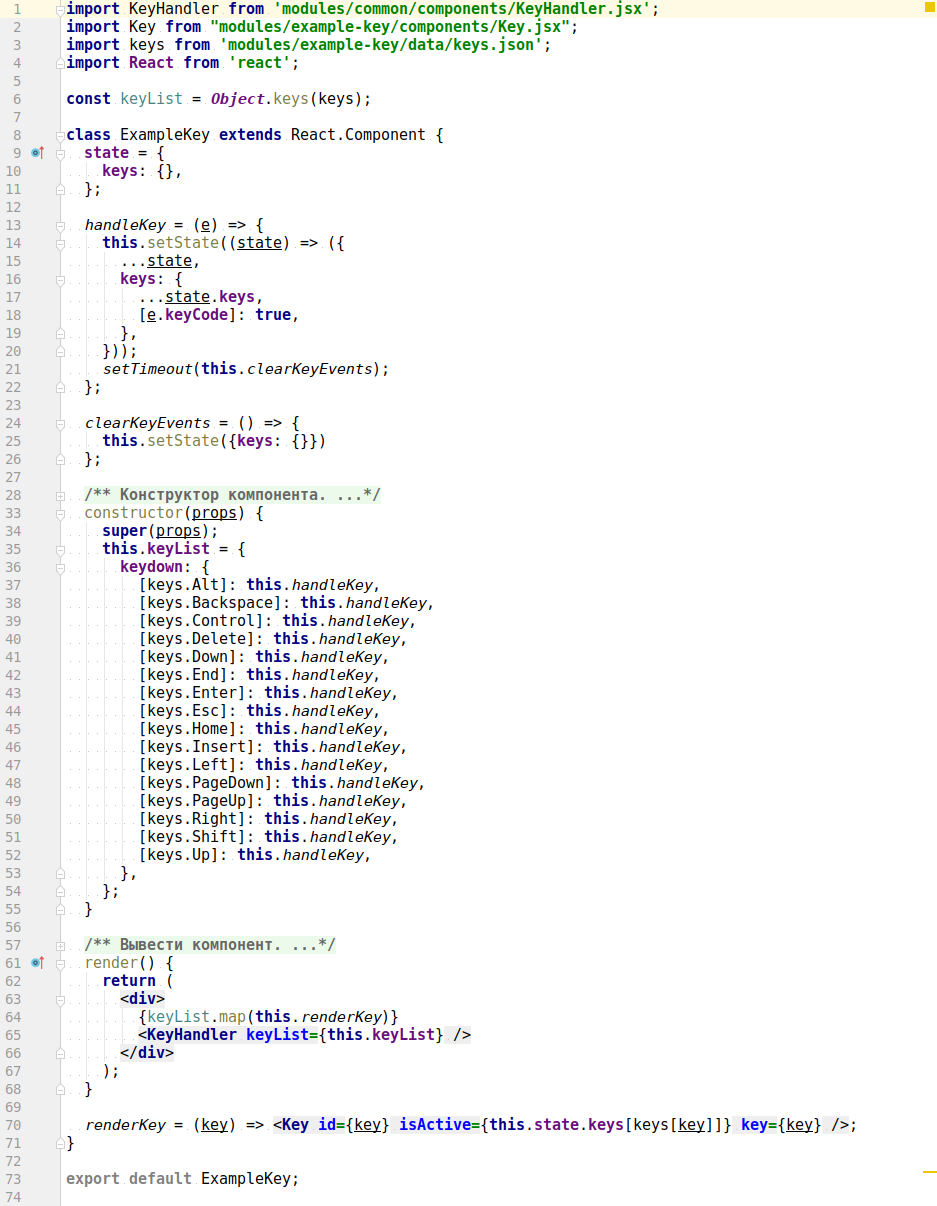 1 import KeyHandler from 'modules/common/components/KeyHandler.jsx';
2 import Key from "modules/example-key/components/Key.jsx";
3 import keys from 'modules/example-key/data/keys.json';
4 import React from 'react';
5
6 const keyList = Object.keys(keys);
7
8 class ExampleKey extends React.Component {
9   state = {
10     keys: {},
11   };
12
13   handleKey = (e) => {
14     this.setState((state) => ({
15       ...state,
16       keys: {
17         ...state.keys,
18         [e.keyCode]: true,
19       },
20     }));
21     setTimeout(this.clearKeyEvents);
22   };
23
24   clearKeyEvents = () => {
25     this.setState({keys: {}})
26   };
27
28   /** Конструктор компонента. ...*/
33   constructor(props) {
34     super(props);
35     this.keyList = {
36       keydown: {
37         [keys.Alt]: this.handleKey,
38         [keys.Backspace]: this.handleKey,
39         [keys.Control]: this.handleKey,
40         [keys.Delete]: this.handleKey,
41         [keys.Down]: this.handleKey,
42         [keys.End]: this.handleKey,
43         [keys.Enter]: this.handleKey,
44         [keys.Esc]: this.handleKey,
45         [keys.Home]: this.handleKey,
46         [keys.Insert]: this.handleKey,
47         [keys.Left]: this.handleKey,
48         [keys.PageDown]: this.handleKey,
49         [keys.PageUp]: this.handleKey,
50         [keys.Right]: this.handleKey,
51         [keys.Shift]: this.handleKey,
52         [keys.Up]: this.handleKey,
53       },
54     };
55   }
56
57   /** Вывести компонент. ...*/
61   render() {
62     return (
63       <div>
64         {keyList.map(this.renderKey)}
65         <KeyHandler keyList={this.keyList} />
66       </div>
67     );
68   }
69
70   renderKey = (key) => <Key id={key} isActive={this.state.keys[keys[key]]} key={key} />;
71 }
72
73 export default ExampleKey;
74